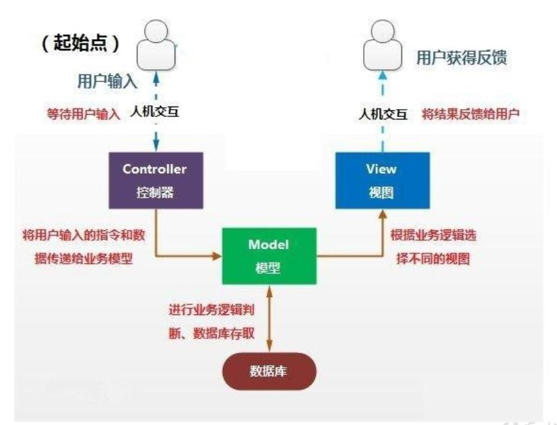 （起始点）
用户输入
用户获得反馈
等待用户输入
人机交互
人机交互
将结果反馈给用户
Controller
控制器
View
视图
将用户输入的指令和数
据传递给业务模型
Model
模型
根据业务逻辑选
择不同的视图
进行业务逻辑判
断、数据库存取
数据库